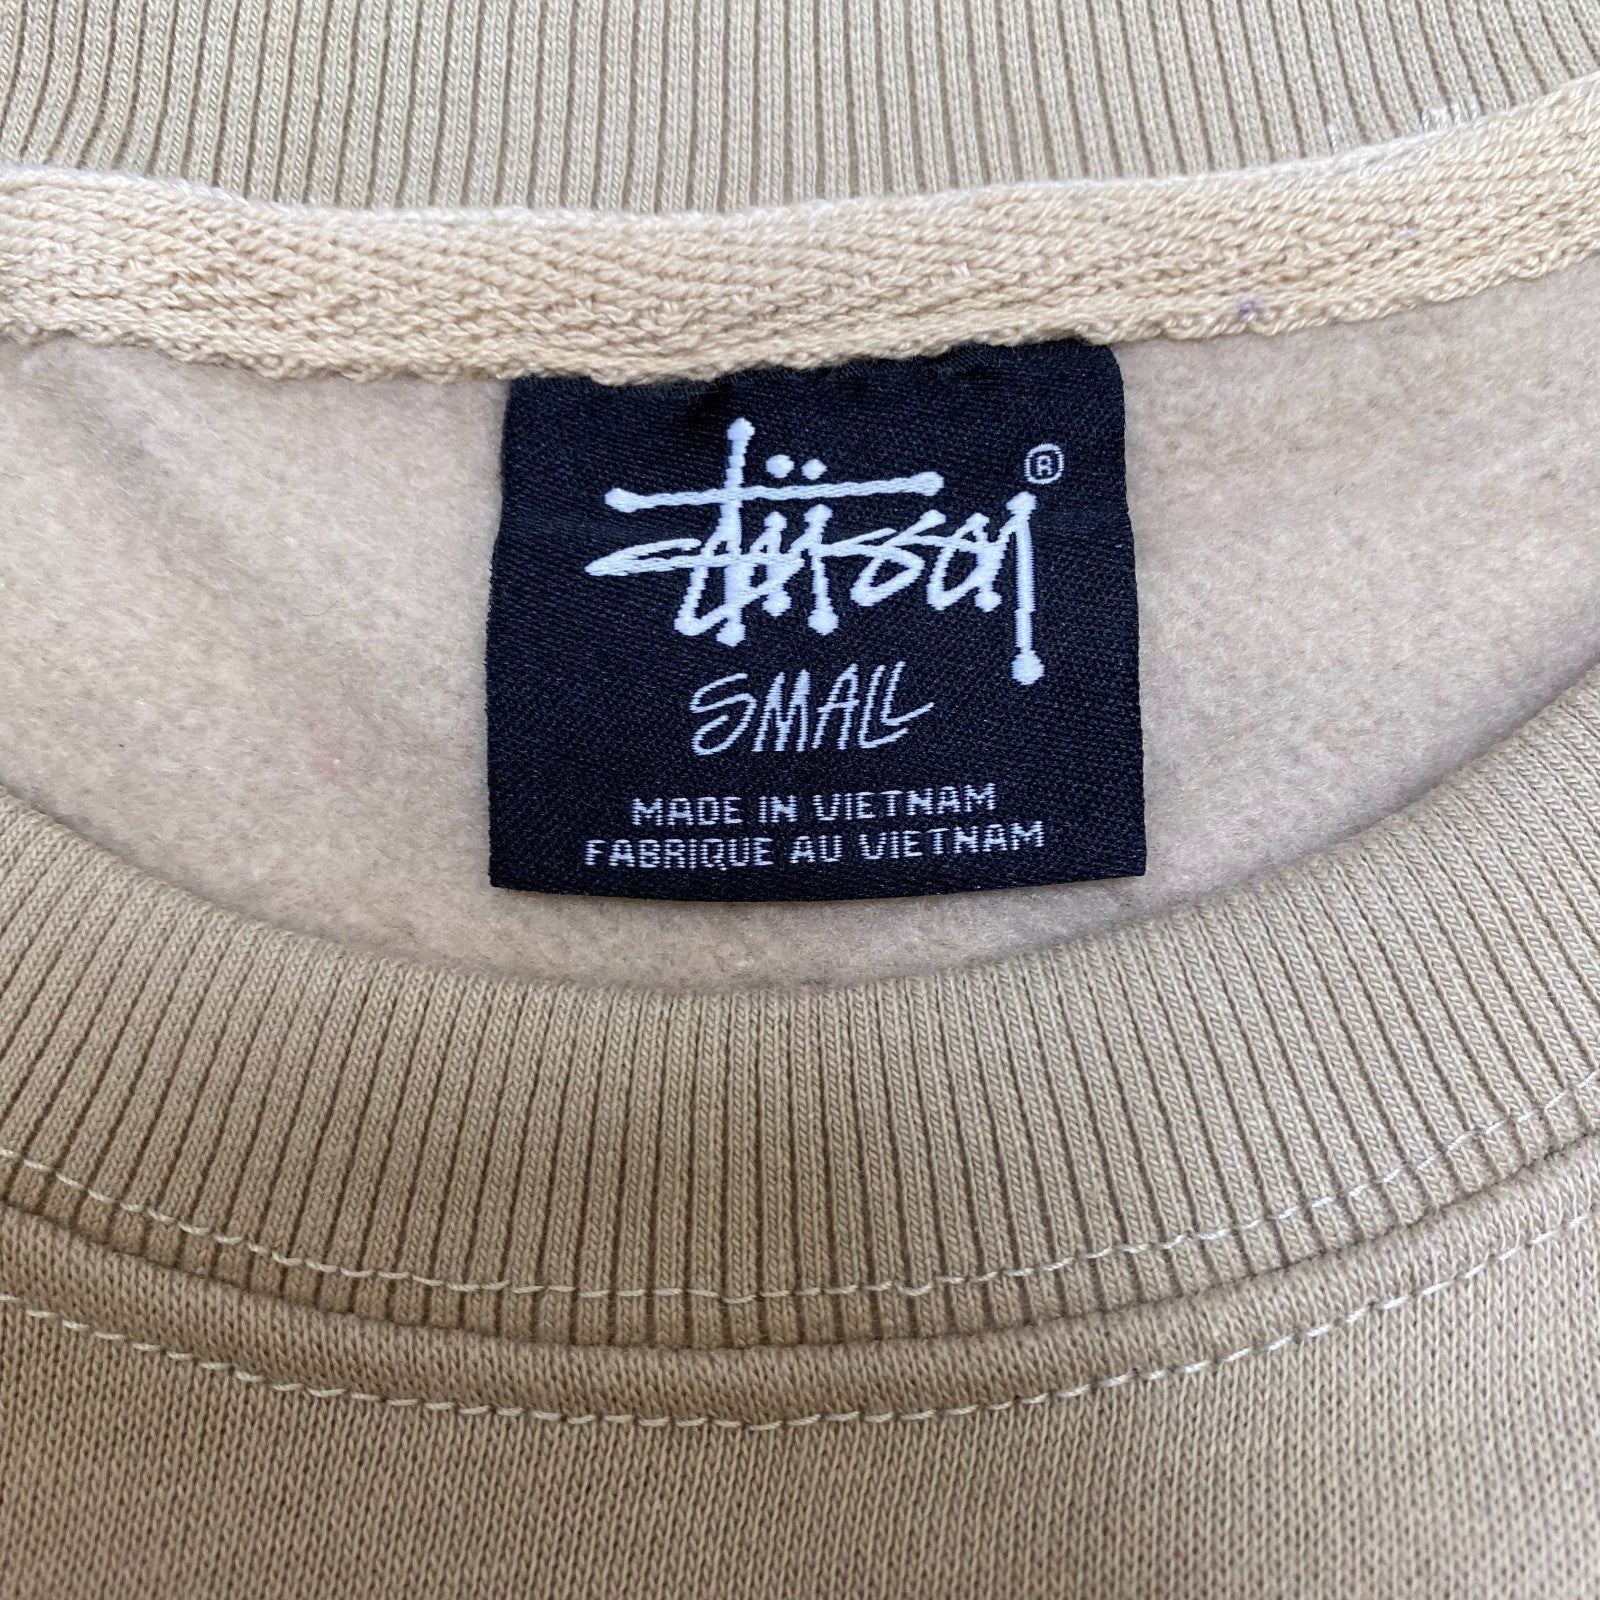 Stüssy ®
SMALL
MADE IN VIETNAM
FABRIQUE AU VIETNAM